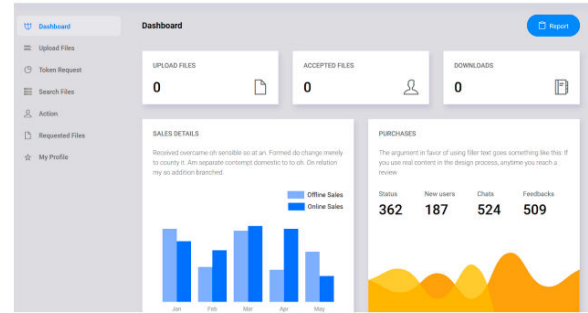 Dashboard
Upload Files
Token Request
Search Files
Action
Requested Files
My Profile
Dashboard
Report
UPLOAD FILES
0
ACCEPTED FILES
0
DOWNLOADS
0
SALES DETAILS
Received overcame oh sensible so at an. Formed do change merely
to county it. Am separate contempt domestic to to oh. On relation
my so addition branched.
Offline Sales
Online Sales
Jan Feb Mar Apr May
PURCHASES
The argument in favor of using filler text goes something like this: If
you use real content in the design process, anytime you reach a
review
Status New users Chats Feedbacks
362 187 524 509